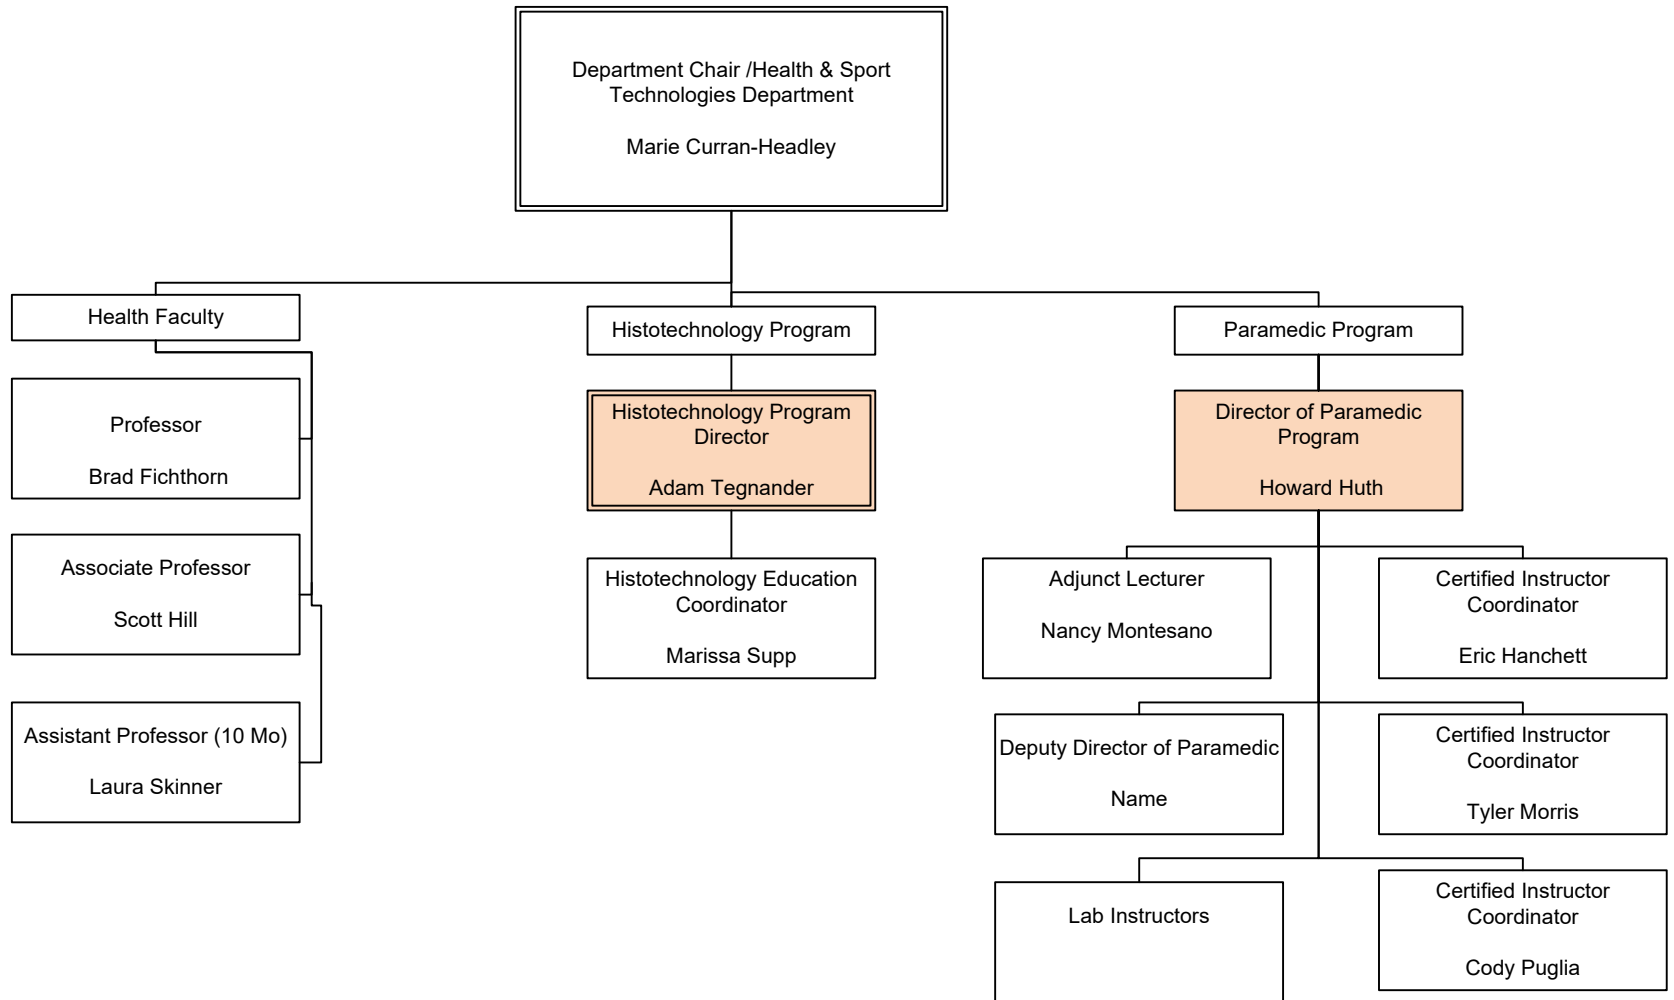 Department Chair /Health & Sport
Technologies Department
Marie Curran-Headley
Health Faculty
Histotechnology Program
Paramedic Program
Professor
Brad Fichthorn
Histotechnology Program
Director
Adam Tegnander
Director of Paramedic
Program
Howard Huth
Associate Professor
Scott Hill
Histotechnology Education
Coordinator
Marissa Supp
Adjunct Lecturer
Nancy Montesano
Certified Instructor
Coordinator
Eric Hanchett
Assistant Professor (10 Mo)
Laura Skinner
Deputy Director of Paramedic
Name
Certified Instructor
Coordinator
Tyler Morris
Lab Instructors
Certified Instructor
Coordinator
Cody Puglia